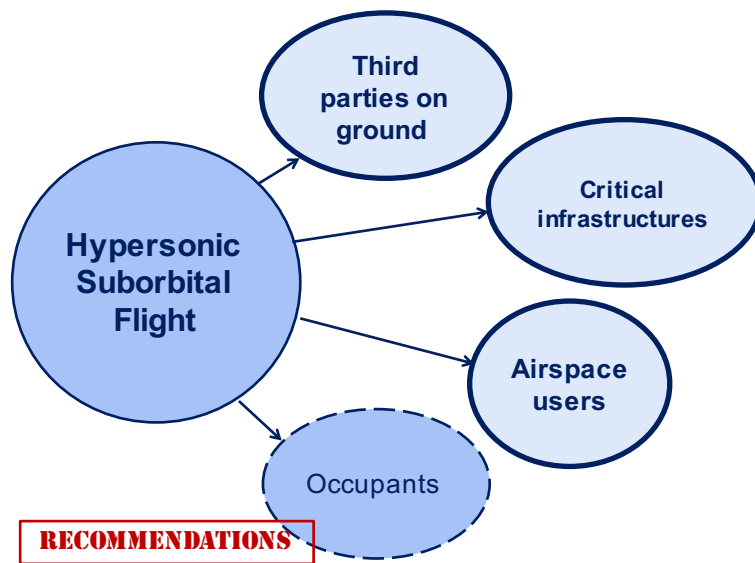 Third
parties on
ground
Critical
infrastructures
Hypersonic
Suborbital
Flight
Airspace
users
Occupants
RECOMMENDATIONS